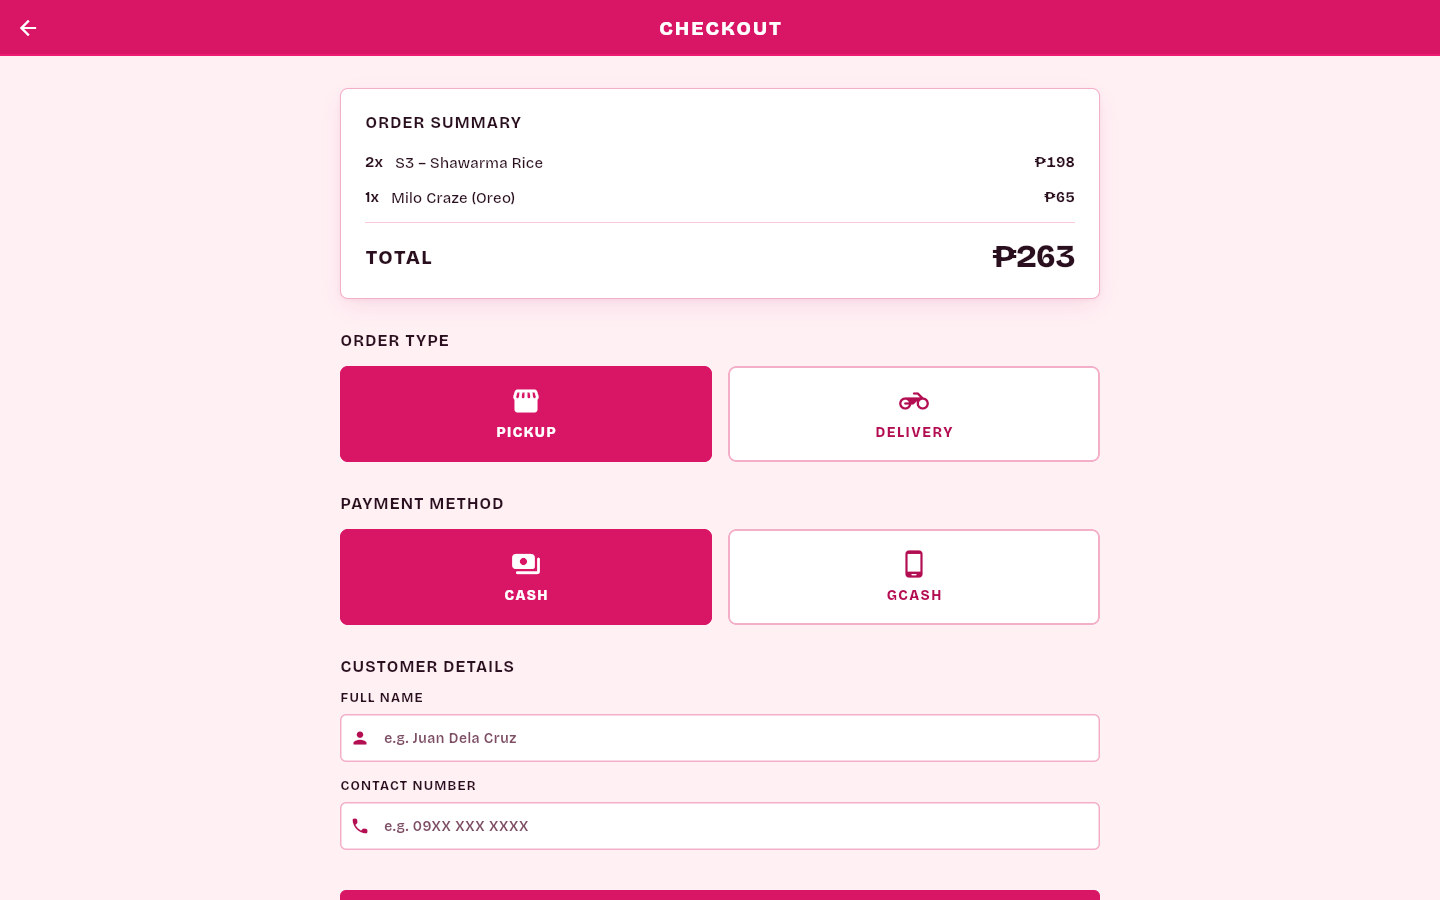 CHECKOUT
ORDER SUMMARY
2x S3 – Shawarma Rice ₱198
1x Milo Craze (Oreo) ₱65
TOTAL ₱263
ORDER TYPE
PICKUP DELIVERY
PAYMENT METHOD
CASH GCASH
CUSTOMER DETAILS
FULL NAME
e.g. Juan Dela Cruz
CONTACT NUMBER
e.g. 09XX XXX XXXX